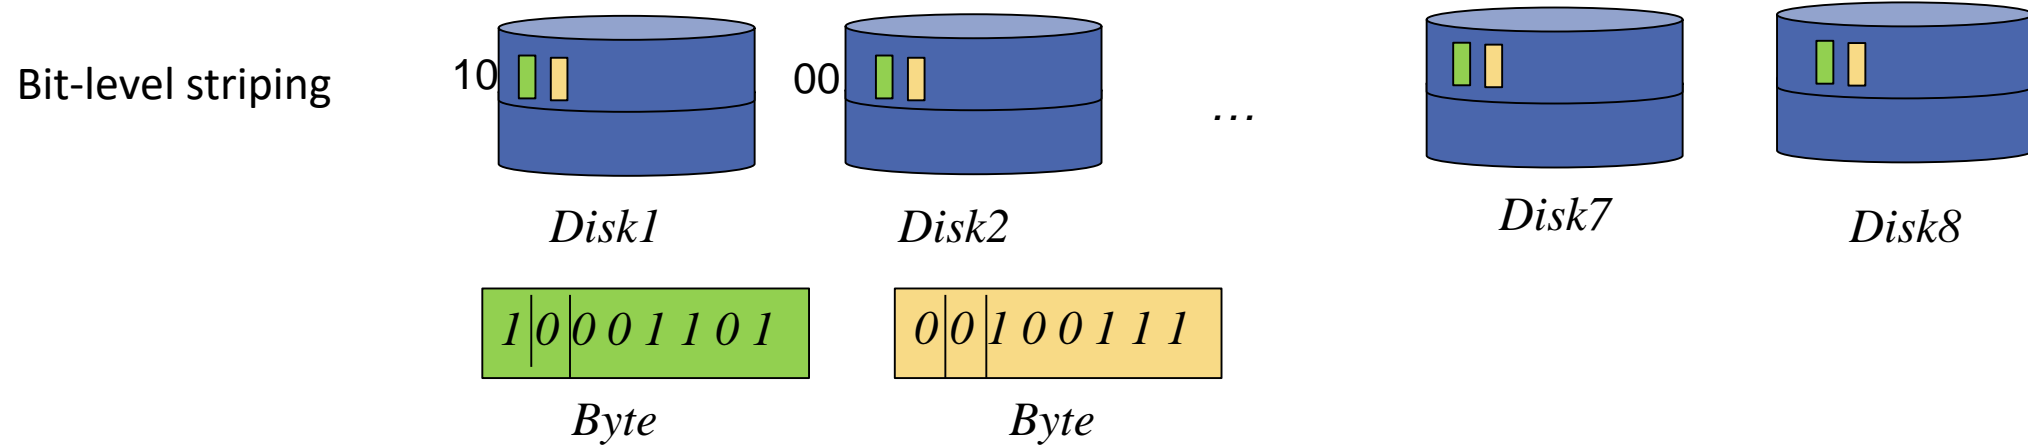 Bit-level striping
10
00
...
Disk1
Disk2
Disk7
Disk8
1 0 0 0 1 1 0 1
0 0 1 0 0 1 1 1
Byte
Byte